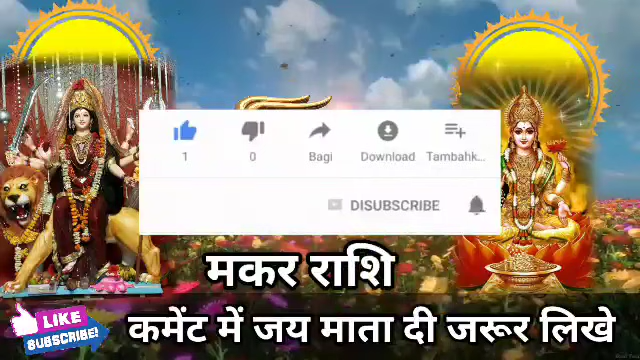 1 0 Bagi Download Tambahk...
DISUBSCRIBE
मकर राशि
LIKE
SUBSCRIBE!
कमेंट में जय माता दी जरूर लिखे